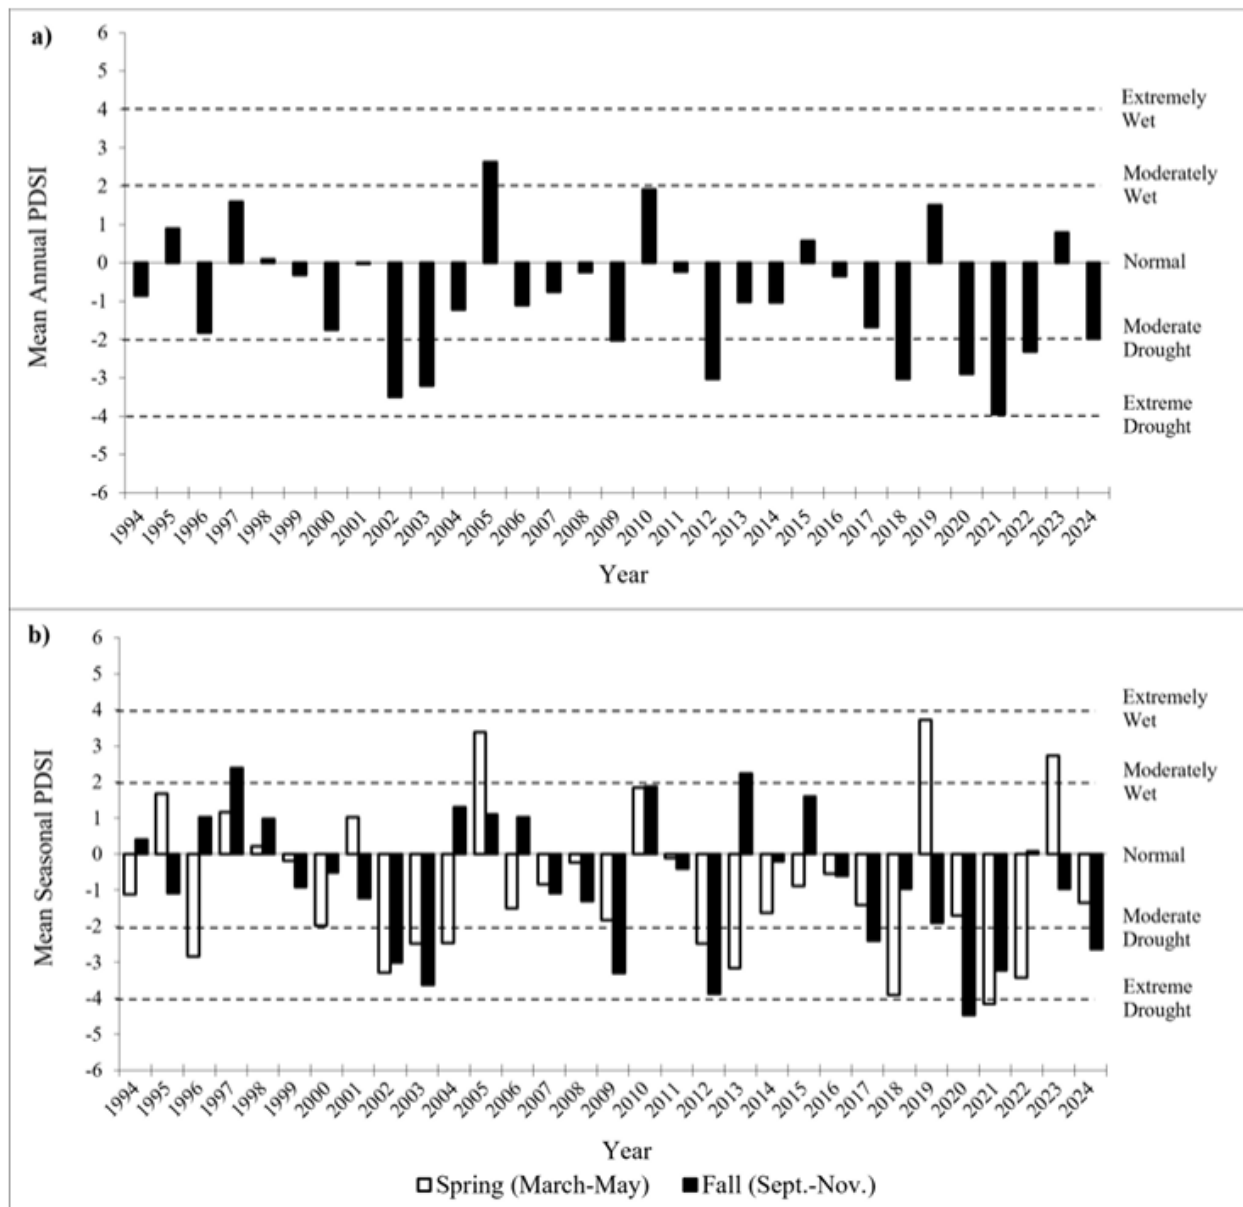 a)
6
5
4
3
2
1
0
-1
-2
-3
-4
-5
-6
Mean Annual PDSI
Extremely
Wet
Moderately
Wet
Normal
Moderate
Drought
Extreme
Drought
1994 1995 1996 1997 1998 1999 2000 2001 2002 2003 2004 2005 2006 2007 2008 2009 2010 2011 2012 2013 2014 2015 2016 2017 2018 2019 2020 2021 2022 2023 2024
Year
b)
6
5
4
3
2
1
0
-1
-2
-3
-4
-5
-6
Mean Seasonal PDSI
Extremely
Wet
Moderately
Wet
Normal
Moderate
Drought
Extreme
Drought
1994 1995 1996 1997 1998 1999 2000 2001 2002 2003 2004 2005 2006 2007 2008 2009 2010 2011 2012 2013 2014 2015 2016 2017 2018 2019 2020 2021 2022 2023 2024
Year
Spring (March-May) Fall (Sept.-Nov.)